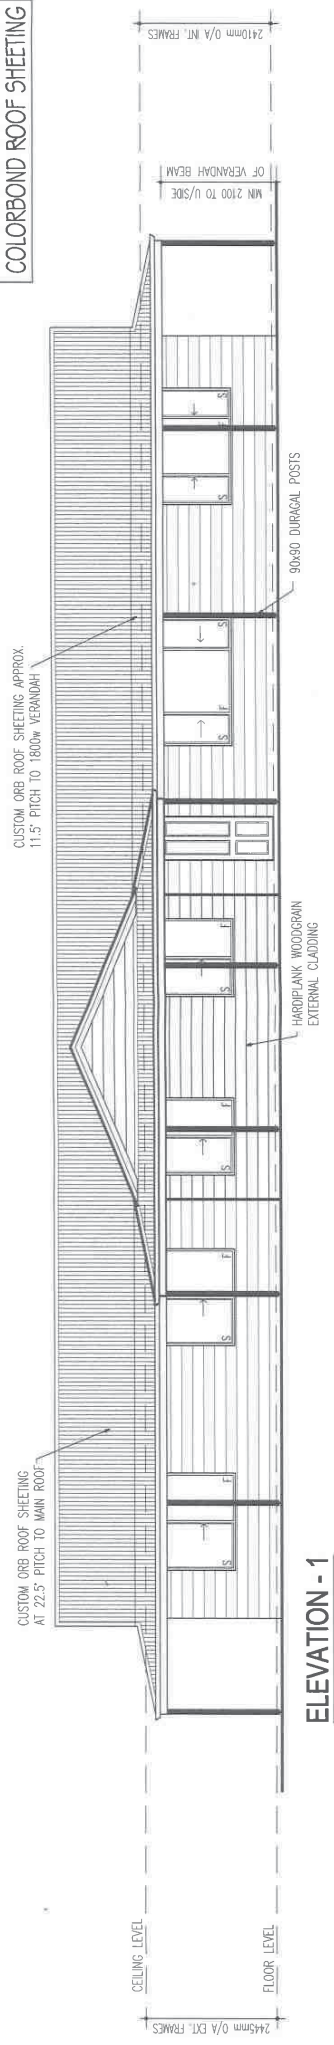 COLORBOND ROOF SHEETING
CUSTOM ORB ROOF SHEETING
AT 22.5° PITCH TO MAIN ROOF
CUSTOM ORB ROOF SHEETING APPROX.
11.5° PITCH TO 1800w VERANDAH
2410mm O/A INT. FRAMES
MIN 2100 TO U/SIDE
OF VERANDAH BEAM
CEILING LEVEL
FLOOR LEVEL
2445mm O/A EXT. FRAMES
S
F
S
F
S
F
S
F
S
F
S
S
F
S
HARDIPLANK WOODGRAIN
EXTERNAL CLADDING
90x90 DURAGAL POSTS
ELEVATION - 1